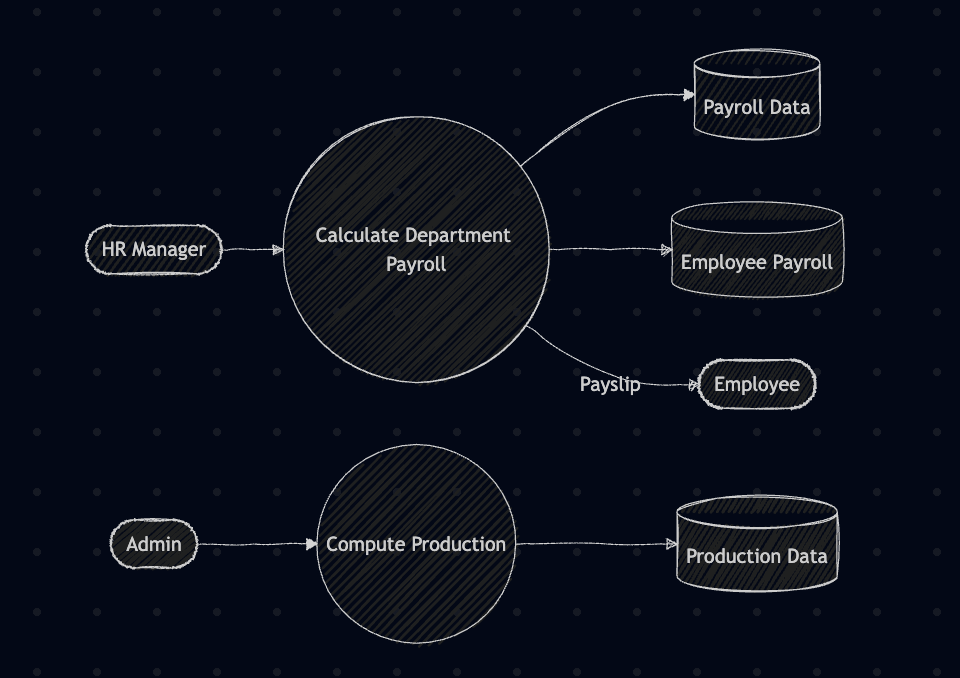 Payroll Data
HR Manager
Calculate Department
Payroll
Employee Payroll
Payslip
Employee
Admin
Compute Production
Production Data